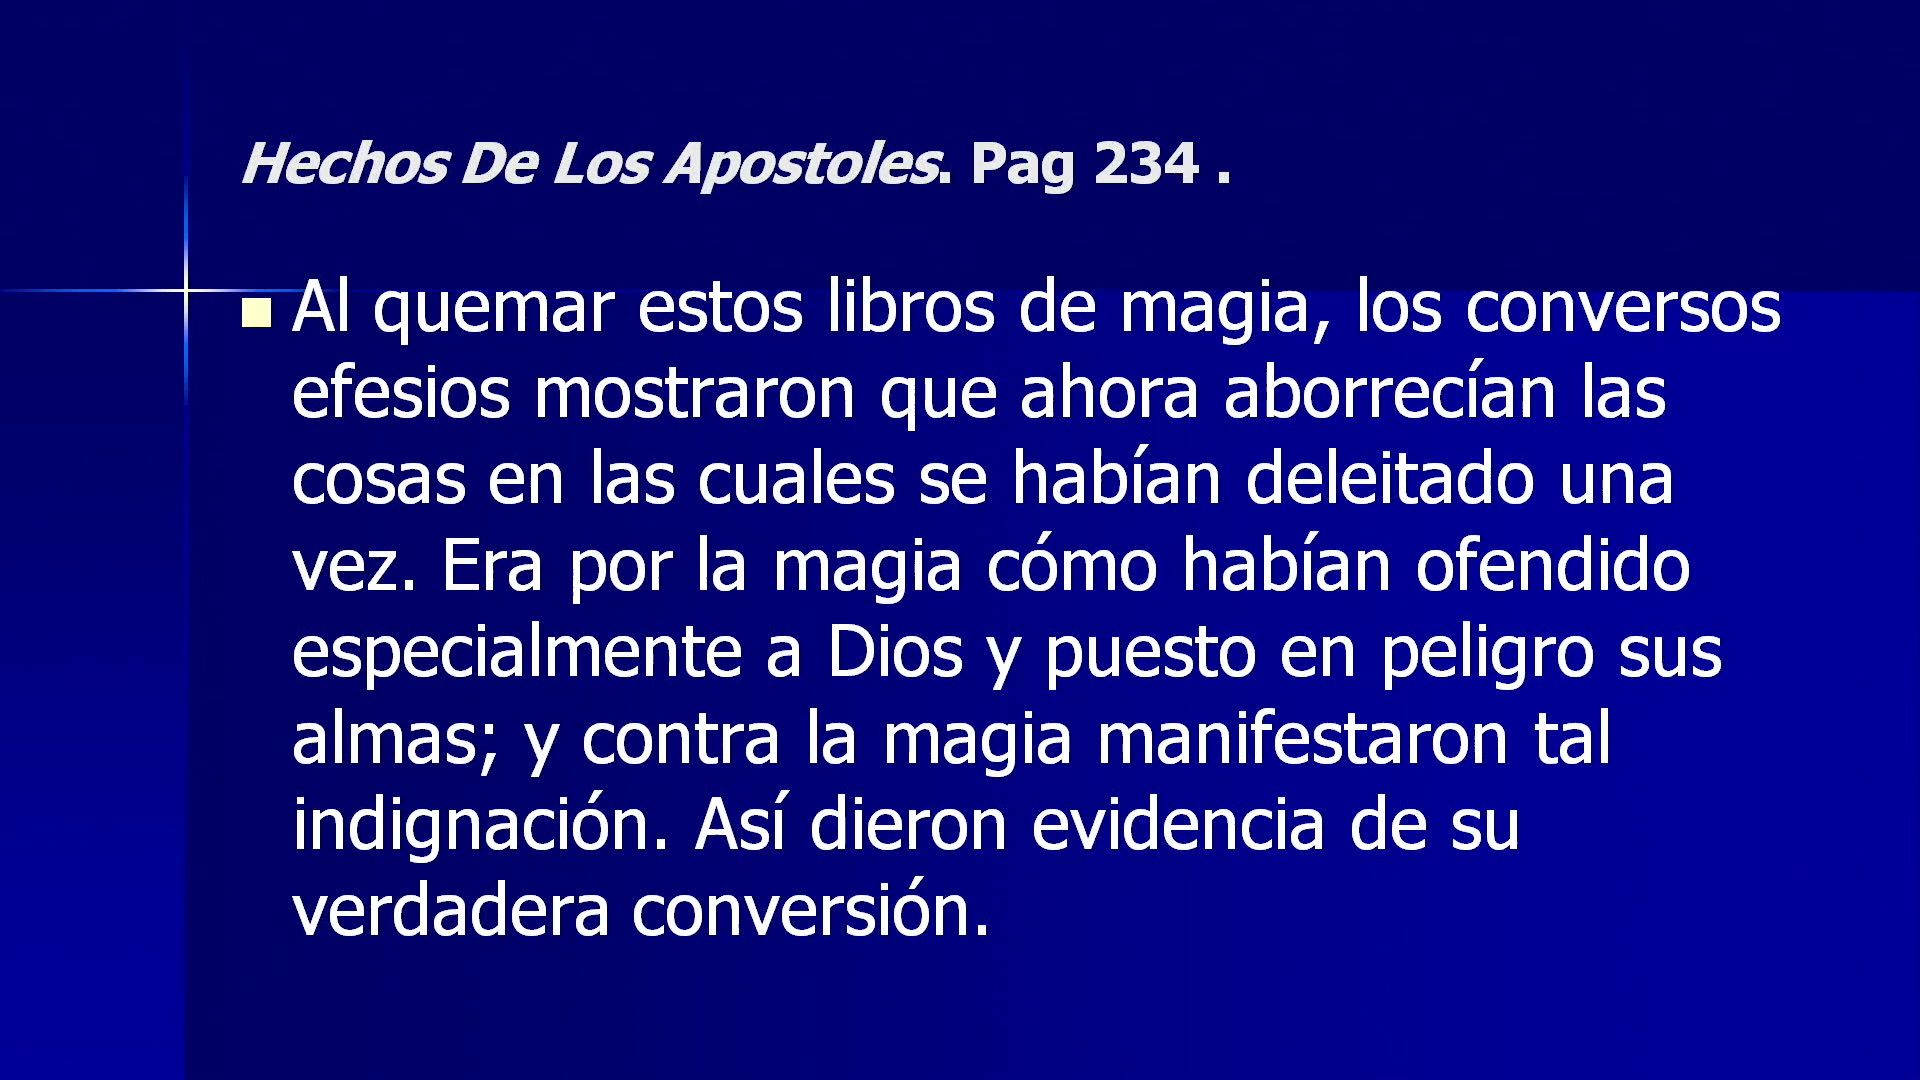 Hechos De Los Apostoles. Pag 234 .
Al quemar estos libros de magia, los conversos
efesios mostraron que ahora aborrecían las
cosas en las cuales se habían deleitado una
vez. Era por la magia cómo habían ofendido
especialmente a Dios y puesto en peligro sus
almas; y contra la magia manifestaron tal
indignación. Así dieron evidencia de su
verdadera conversión.